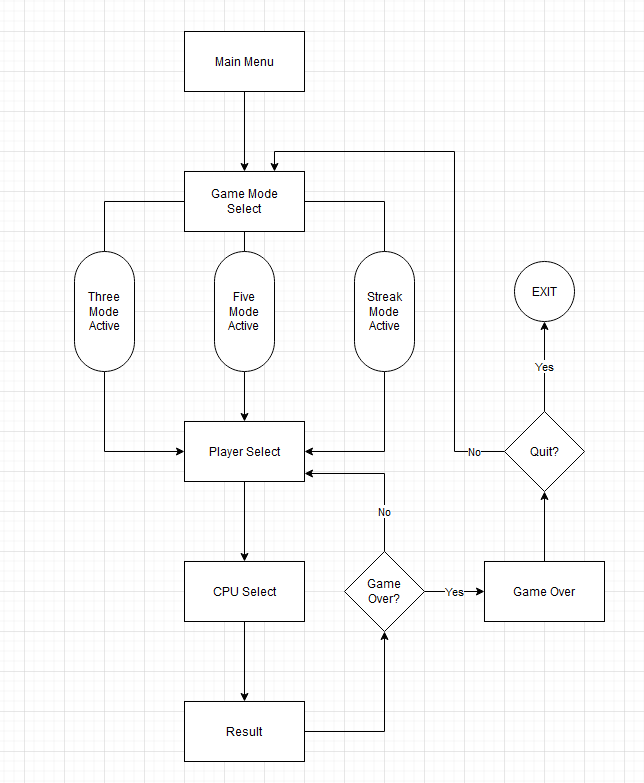 Main Menu
Game Mode
Select
Three
Mode
Active
Five
Mode
Active
Streak
Mode
Active
EXIT
Yes
Player Select
No
Quit?
No
CPU Select
Game
Over?
Yes
Game Over
Result